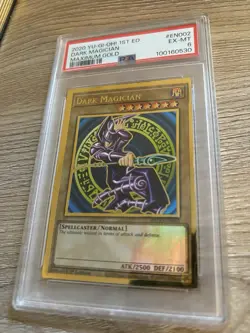 2020 YU-GI-OH! 1ST ED
DARK MAGICIAN
MAXIMUM GOLD
#EN002
EX-MT
6
100160530
PSA
DARK MAGICIAN
[SPELLCASTER/NORMAL]
The ultimate wizard in terms of attack and defense.
ATK/2500 DEF/2100